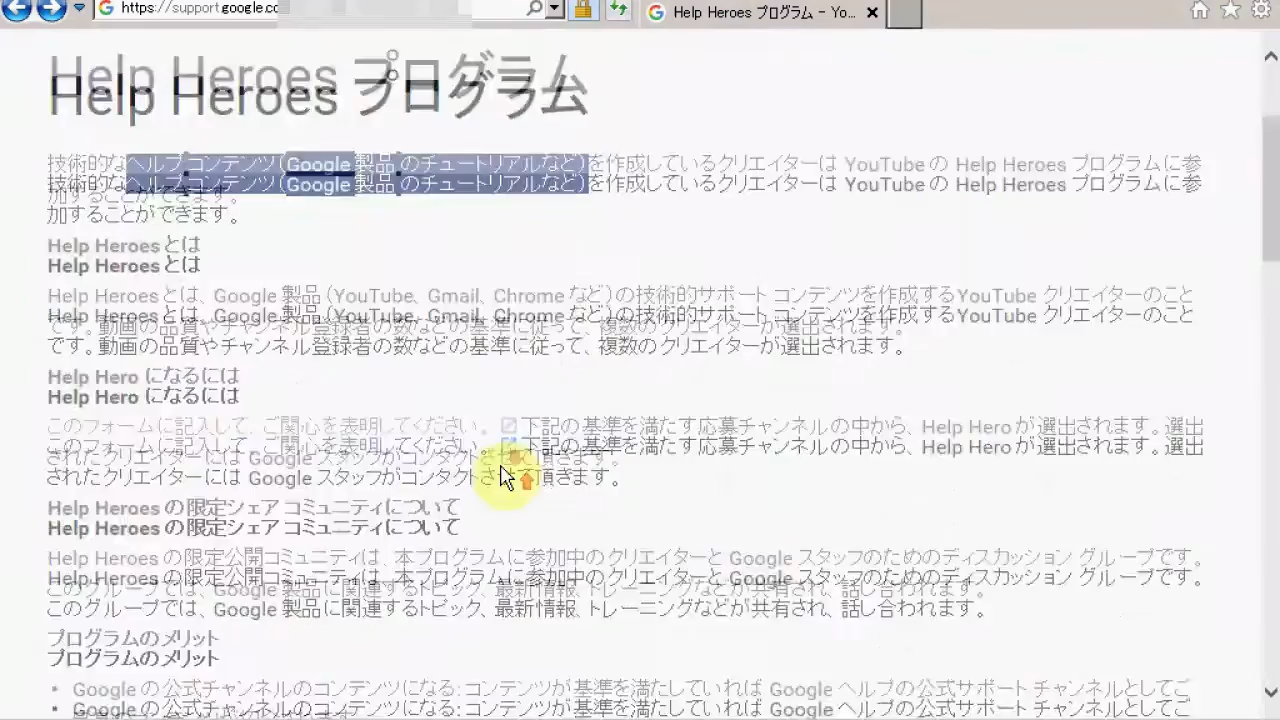 https://support.google.co
Help Heroes プログラム - Yo...
Help Heroes プログラム
技術的なヘルプコンテンツ(Google 製品 のチュートリアルなど)を作成しているクリエイターは YouTube の Help Heroes プログラムに参
加することができます。
Help Heroes とは
Help Heroes とは、Google 製品 (YouTube、Gmail、Chrome など)の技術的サポート コンテンツを作成するYouTube クリエイターのこと
です。動画の品質やチャンネル登録者の数などの基準に従って、複数のクリエイターが選出されます。
Help Hero になるには
このフォームに記入して、ご関心を表明してください。 下記の基準を満たす応募チャンネルの中から、Help Hero が選出されます。選出
されたクリエイターには Google スタッフがコンタクトさせて頂きます。
Help Heroes の限定シェアコミュニティについて
Help Heroes の限定公開コミュニティは、本プログラムに参加中のクリエイターと Google スタッフのためのディスカッション グループです。
このグループでは、Google 製品に関連するトピック、最新情報、トレーニングなどが共有され、話し合われます。
プログラムのメリット
• Google の公式チャンネルのコンテンツになる: コンテンツが基準を満たしていれば Google ヘルプの公式サポート チャンネルとしてご